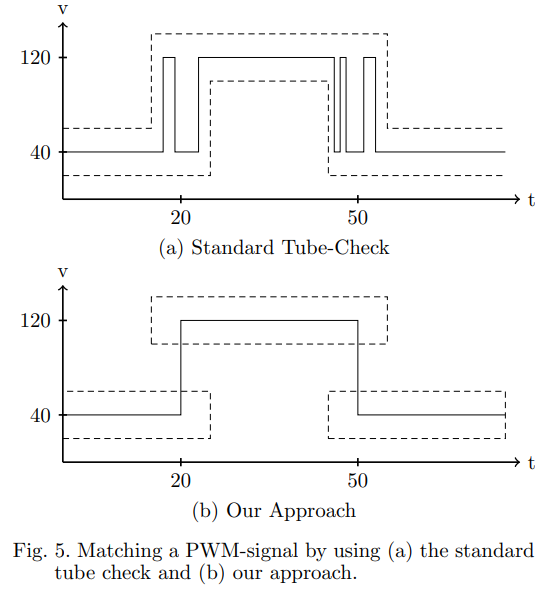 v
120
40
20
50
t
(a) Standard Tube-Check
v
120
40
20
50
t
(b) Our Approach
Fig. 5. Matching a PWM-signal by using (a) the standard
tube check and (b) our approach.